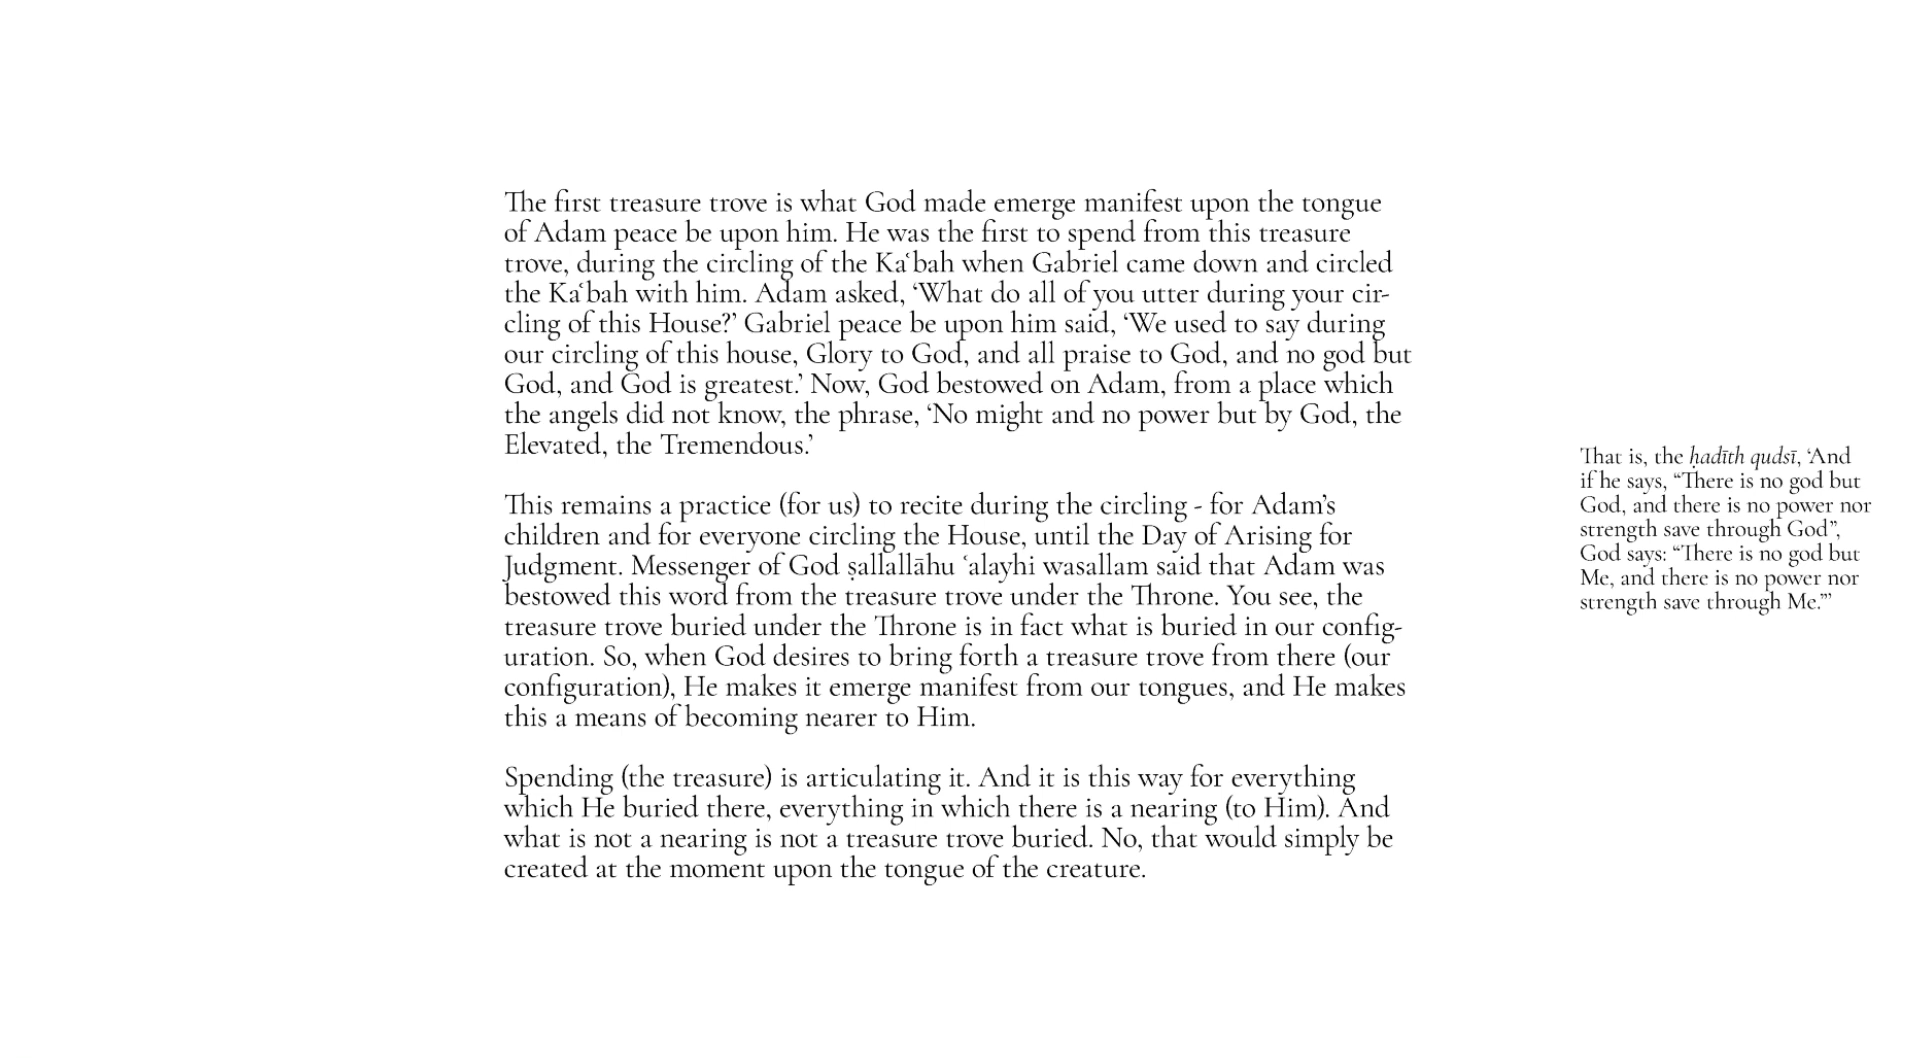 The first treasure trove is what God made emerge manifest upon the tongue
of Adam peace be upon him. He was the first to spend from this treasure
trove, during the circling of the Kaʿbah when Gabriel came down and circled
the Kaʿbah with him. Adam asked, ‘What do all of you utter during your cir-
cling of this House?’ Gabriel peace be upon him said, ‘We used to say during
our circling of this house, Glory to God, and all praise to God, and no god but
God, and God is greatest.’ Now, God bestowed on Adam, from a place which
the angels did not know, the phrase, ‘No might and no power but by God, the
Elevated, the Tremendous.’
This remains a practice (for us) to recite during the circling - for Adam’s
children and for everyone circling the House, until the Day of Arising for
Judgment. Messenger of God ṣallallāhu ʿalayhi wasallam said that Adam was
bestowed this word from the treasure trove under the Throne. You see, the
treasure trove buried under the Throne is in fact what is buried in our config-
uration. So, when God desires to bring forth a treasure trove from there (our
configuration), He makes it emerge manifest from our tongues, and He makes
this a means of becoming nearer to Him.
Spending (the treasure) is articulating it. And it is this way for everything
which He buried there, everything in which there is a nearing (to Him). And
what is not a nearing is not a treasure trove buried. No, that would simply be
created at the moment upon the tongue of the creature.
That is, the ḥadīth qudsī, ‘And
if he says, “There is no god but
God, and there is no power nor
strength save through God”,
God says: “There is no god but
Me, and there is no power nor
strength save through Me.”’